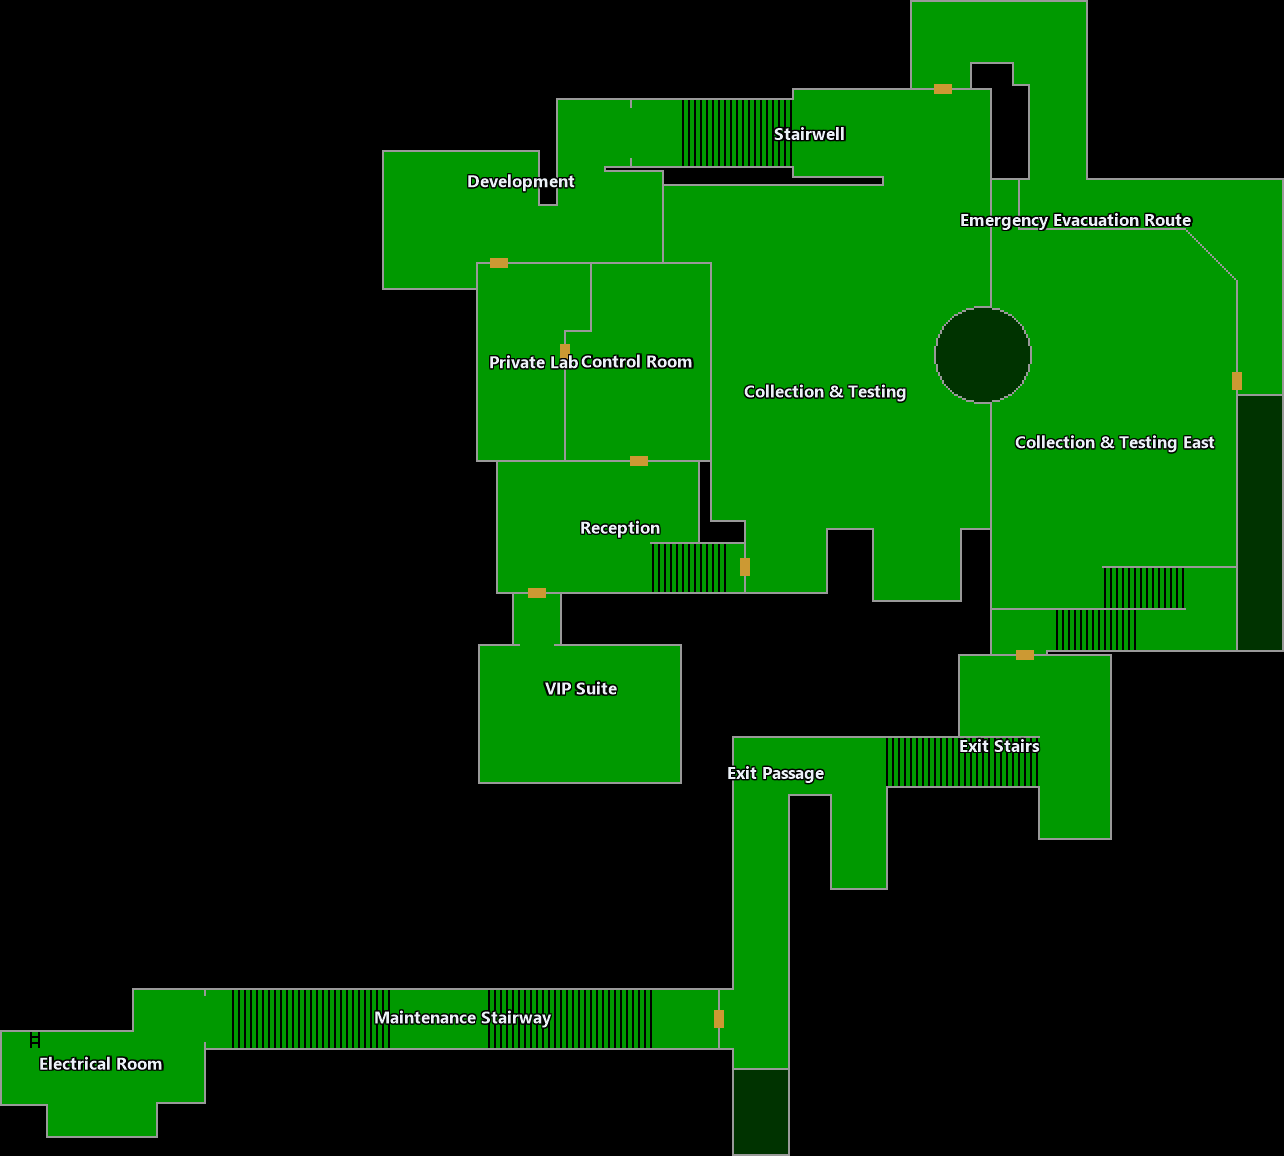 Stairwell
Development
Emergency Evacuation Route
Private Lab
Control Room
Collection & Testing
Collection & Testing East
Reception
VIP Suite
Exit Stairs
Exit Passage
Maintenance Stairway
Electrical Room